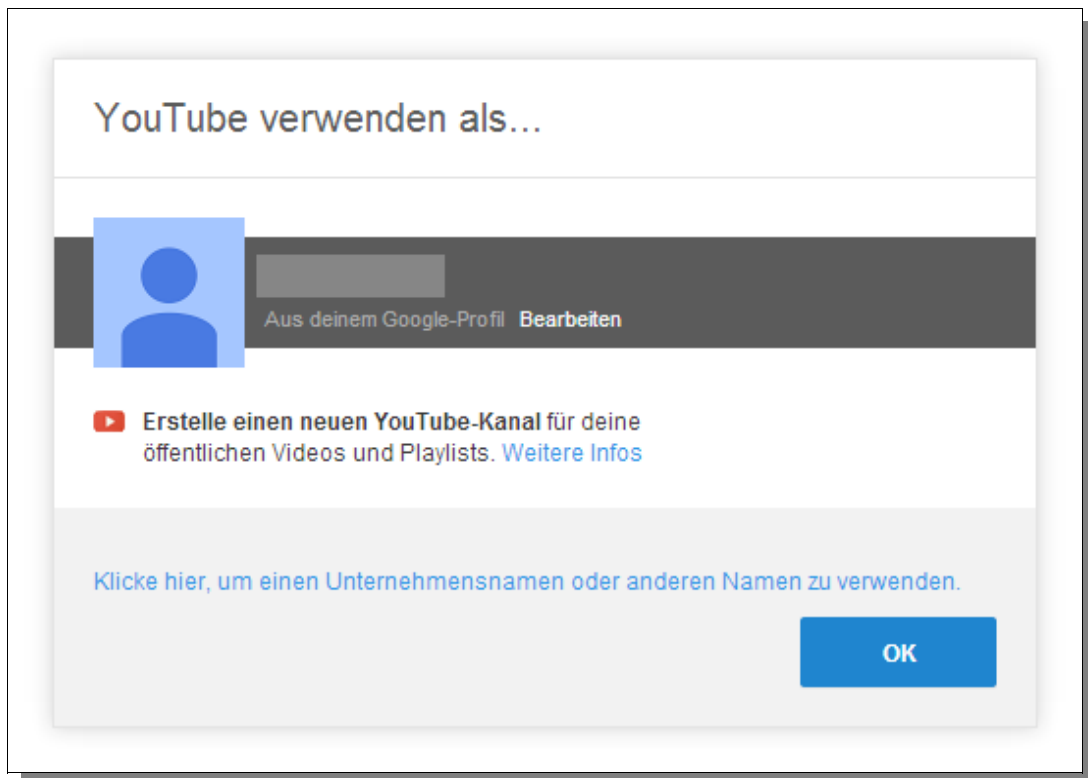 YouTube verwenden als...
Aus deinem Google-Profil Bearbeiten
Erstelle einen neuen YouTube-Kanal für deine
öffentlichen Videos und Playlists. Weitere Infos
Klicke hier, um einen Unternehmensnamen oder anderen Namen zu verwenden.
OK